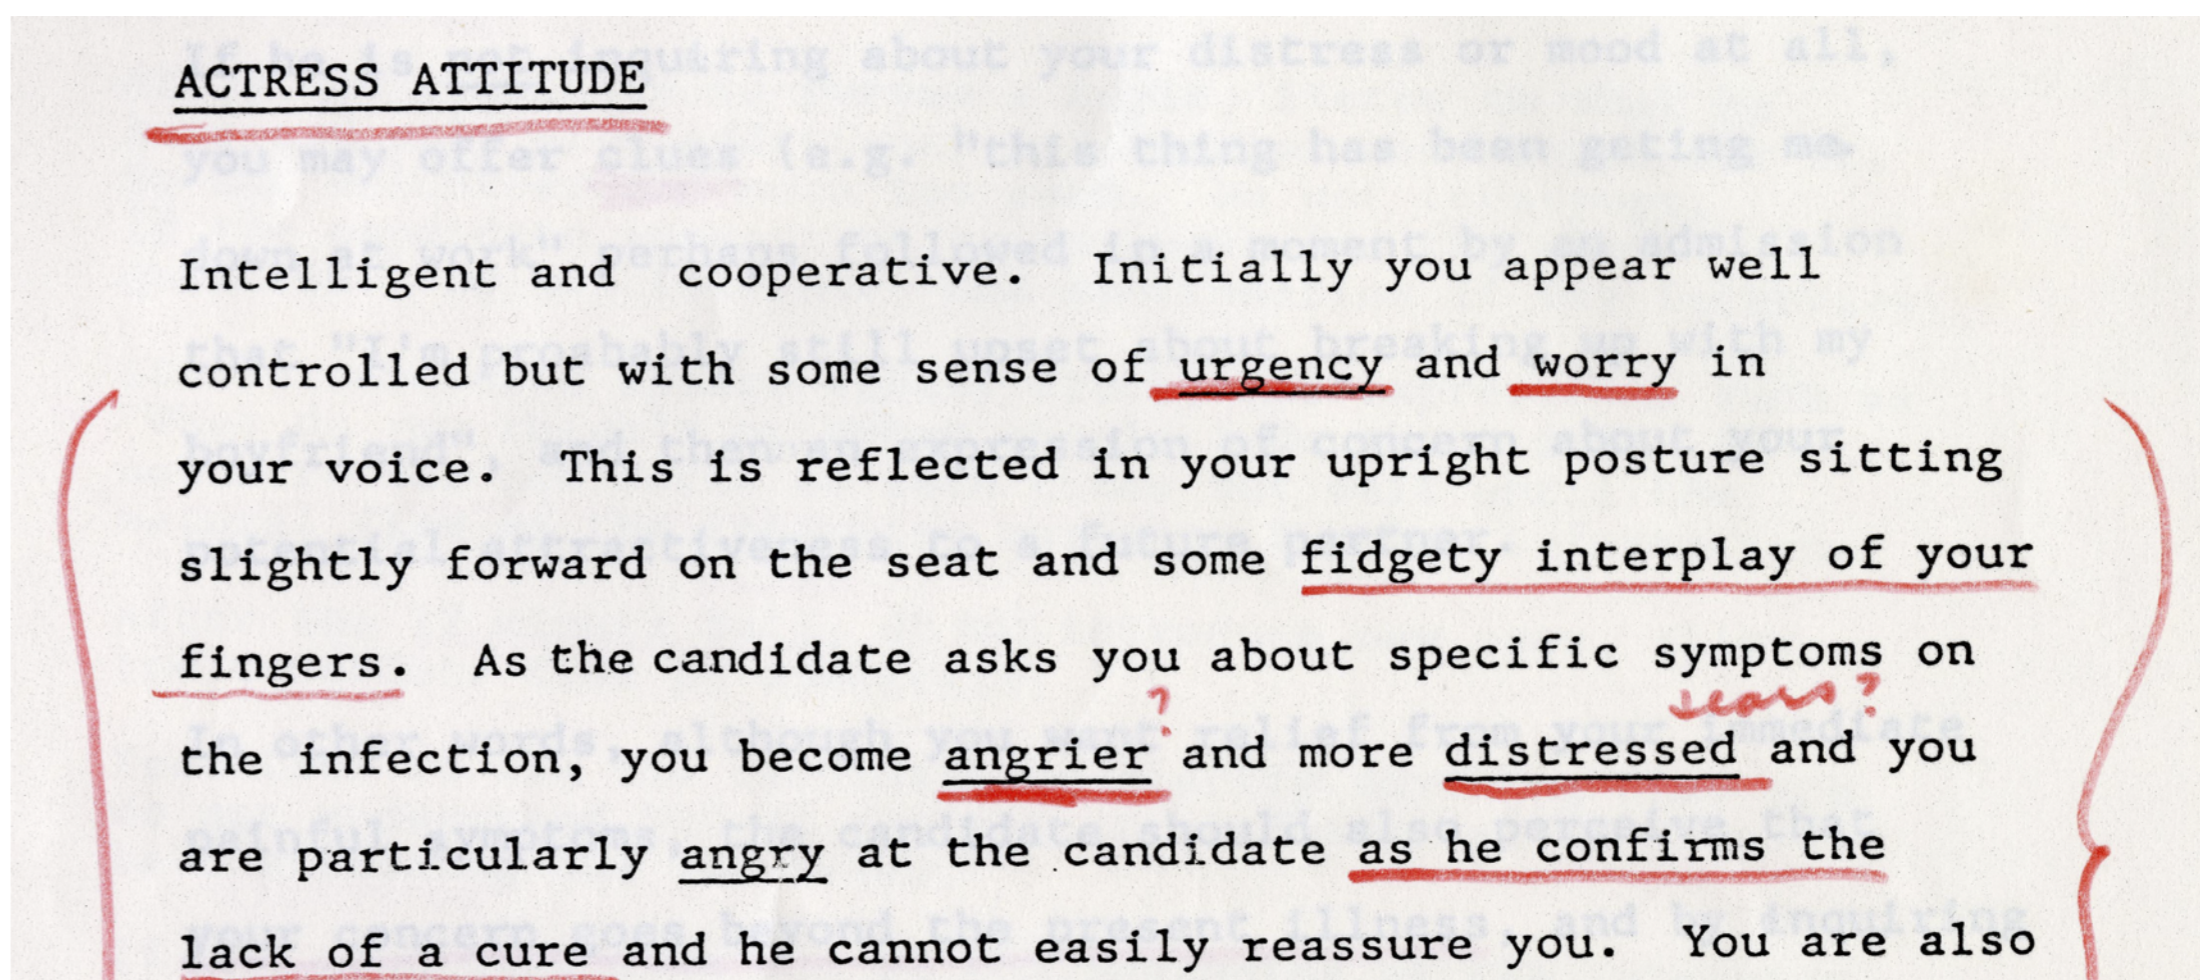 ACTRESS ATTITUDE
Intelligent and cooperative. Initially you appear well
controlled but with some sense of urgency and worry in
your voice. This is reflected in your upright posture sitting
slightly forward on the seat and some fidgety interplay of your
fingers. As the candidate asks you about specific symptoms on
? tears?
the infection, you become angrier and more distressed and you
are particularly angry at the candidate as he confirms the
lack of a cure and he cannot easily reassure you. You are also